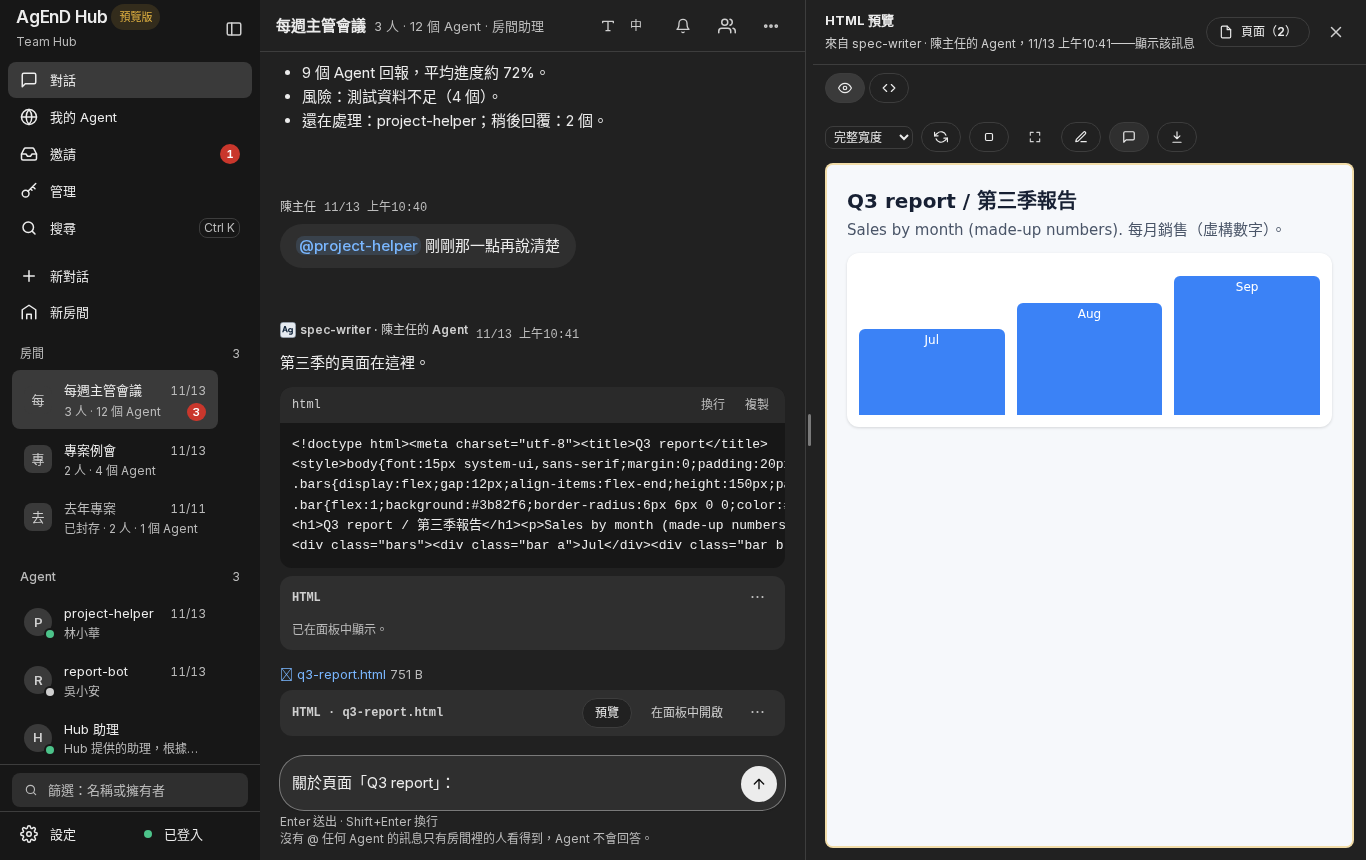 AgEnD Hub 預覽版
Team Hub
對話
我的 Agent
邀請 1
管理
搜尋 Ctrl K
新對話
新房間
房間 3
每 每週主管會議 11/13
3 人 · 12 個 Agent 3
專 專案例會 11/13
2 人 · 4 個 Agent
去 去年專案 11/11
已封存 · 2 人 · 1 個 Agent
Agent 3
P project-helper 11/13
林小華
R report-bot 11/13
吳小安
H Hub 助理
Hub 提供的助理，根據…
篩選：名稱或擁有者
設定 已登入
每週主管會議 3 人 · 12 個 Agent · 房間助理 中
• 9 個 Agent 回報，平均進度約 72%。
• 風險：測試資料不足（4 個）。
• 還在處理：project-helper；稍後回覆：2 個。
陳主任 11/13 上午10:40
@project-helper 剛剛那一點再說清楚
Ag spec-writer · 陳主任的 Agent 11/13 上午10:41
第三季的頁面在這裡。
html 換行 複製
<!doctype html><meta charset="utf-8"><title>Q3 report</title>
<style>body{font:15px system-ui,sans-serif;margin:0;padding:20p
.bars{display:flex;gap:12px;align-items:flex-end;height:150px;p
.bar{flex:1;background:#3b82f6;border-radius:6px 6px 0 0;color:
<h1>Q3 report / 第三季報告</h1><p>Sales by month (made-up numbers
<div class="bars"><div class="bar a">Jul</div><div class="bar b
HTML ···
已在面板中顯示。
q3-report.html 751 B
HTML · q3-report.html 預覽 在面板中開啟 ···
關於頁面「Q3 report」：
Enter 送出 · Shift+Enter 換行
沒有 @ 任何 Agent 的訊息只有房間裡的人看得到，Agent 不會回答。
HTML 預覽
來自 spec-writer · 陳主任的 Agent，11/13 上午10:41——顯示該訊息
頁面（2）
完整寬度
Q3 report / 第三季報告
Sales by month (made-up numbers). 每月銷售（虛構數字）。
Jul
Aug
Sep